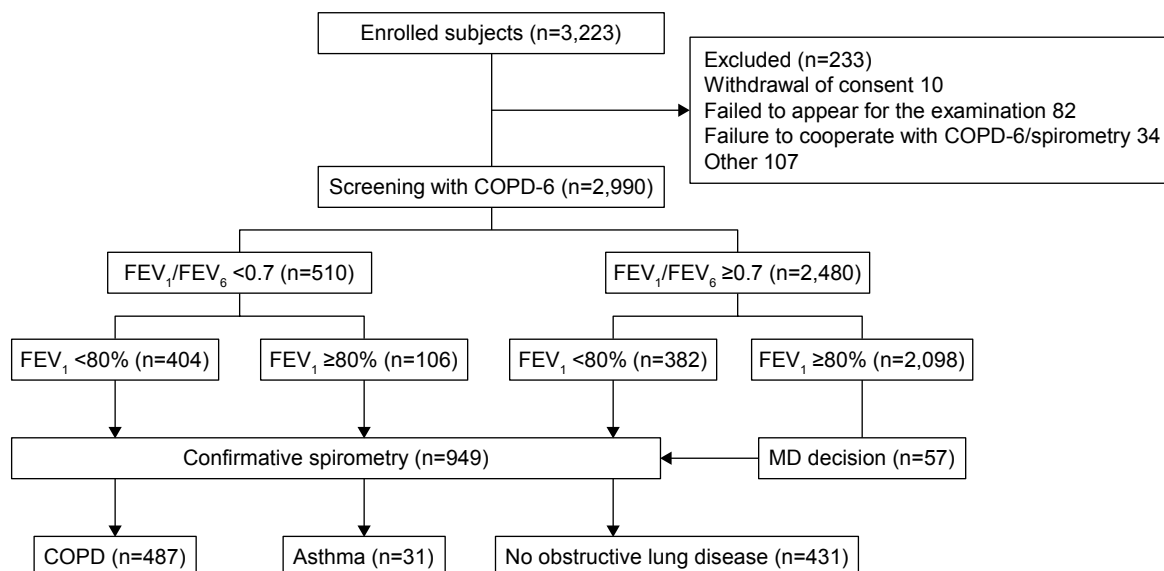 Enrolled subjects (n=3,223)
Excluded (n=233)
Withdrawal of consent 10
Failed to appear for the examination 82
Failure to cooperate with COPD-6/spirometry 34
Other 107
Screening with COPD-6 (n=2,990)
FEV₁/FEV₆ <0.7 (n=510)
FEV₁/FEV₆ ≥0.7 (n=2,480)
FEV₁ <80% (n=404)
FEV₁ ≥80% (n=106)
FEV₁ <80% (n=382)
FEV₁ ≥80% (n=2,098)
Confirmative spirometry (n=949)
MD decision (n=57)
COPD (n=487)
Asthma (n=31)
No obstructive lung disease (n=431)